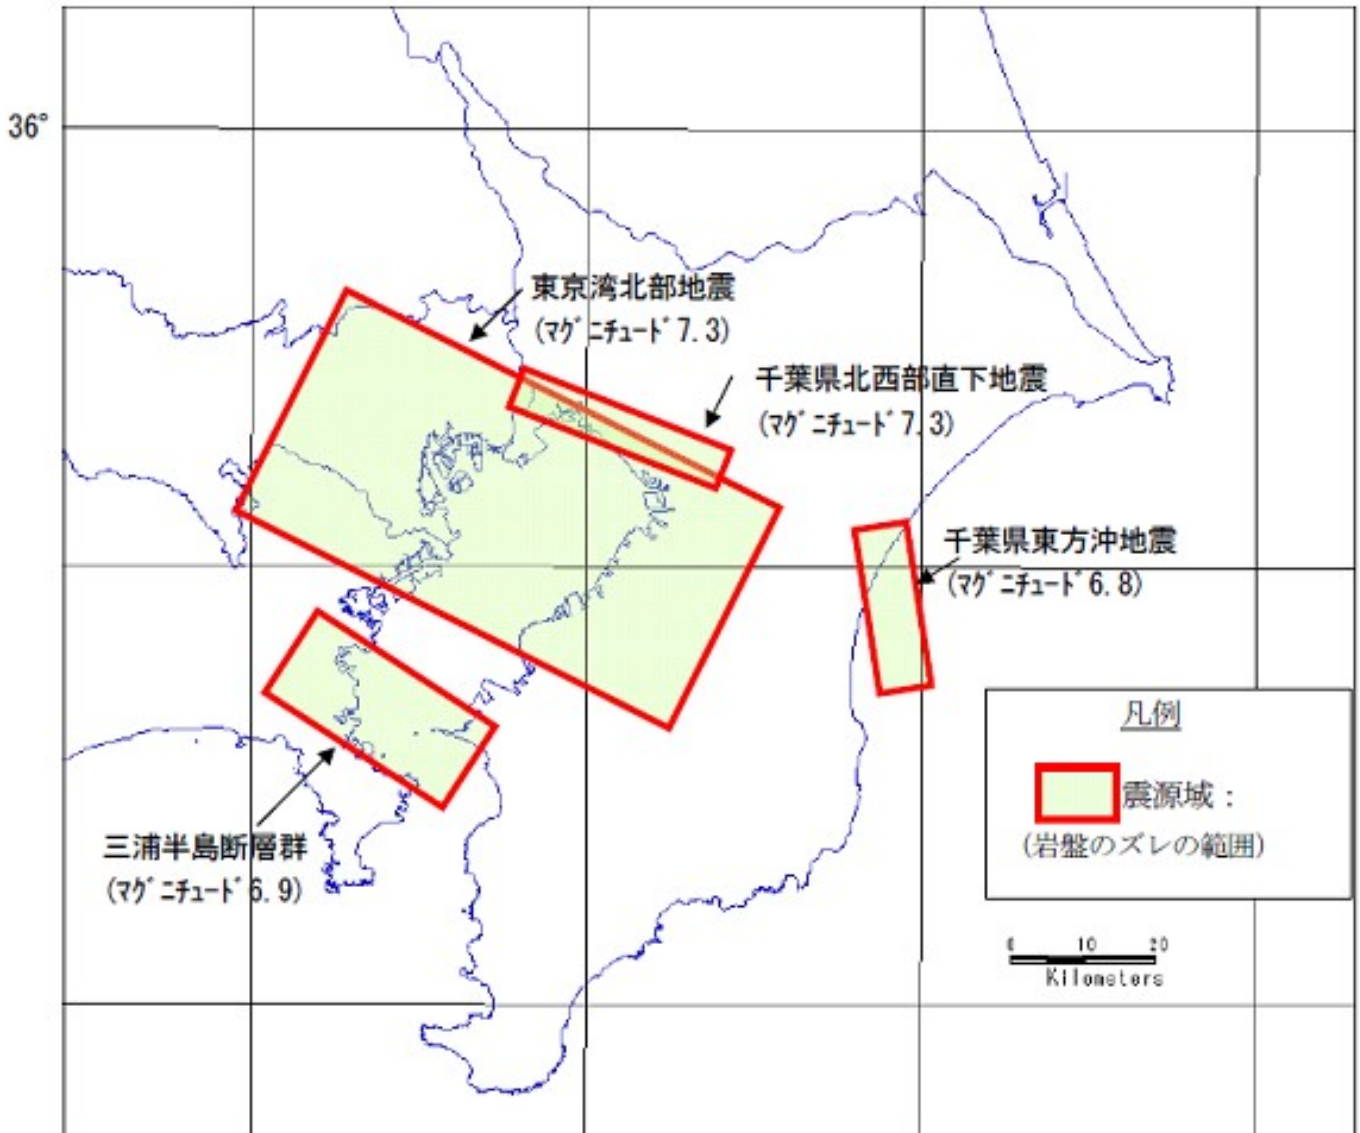 36°
東京湾北部地震
(ﾏｸﾞﾆﾁｭｰﾄﾞ7.3)
千葉県北西部直下地震
(ﾏｸﾞﾆﾁｭｰﾄﾞ7.3)
千葉県東方沖地震
(ﾏｸﾞﾆﾁｭｰﾄﾞ6.8)
三浦半島断層群
(ﾏｸﾞﾆﾁｭｰﾄﾞ6.9)
凡例
震源域：
(岩盤のズレの範囲)
0 10 20
Kilometers